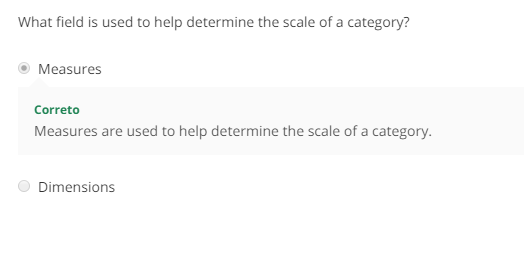 What field is used to help determine the scale of a category?
Measures
Correto
Measures are used to help determine the scale of a category.
Dimensions